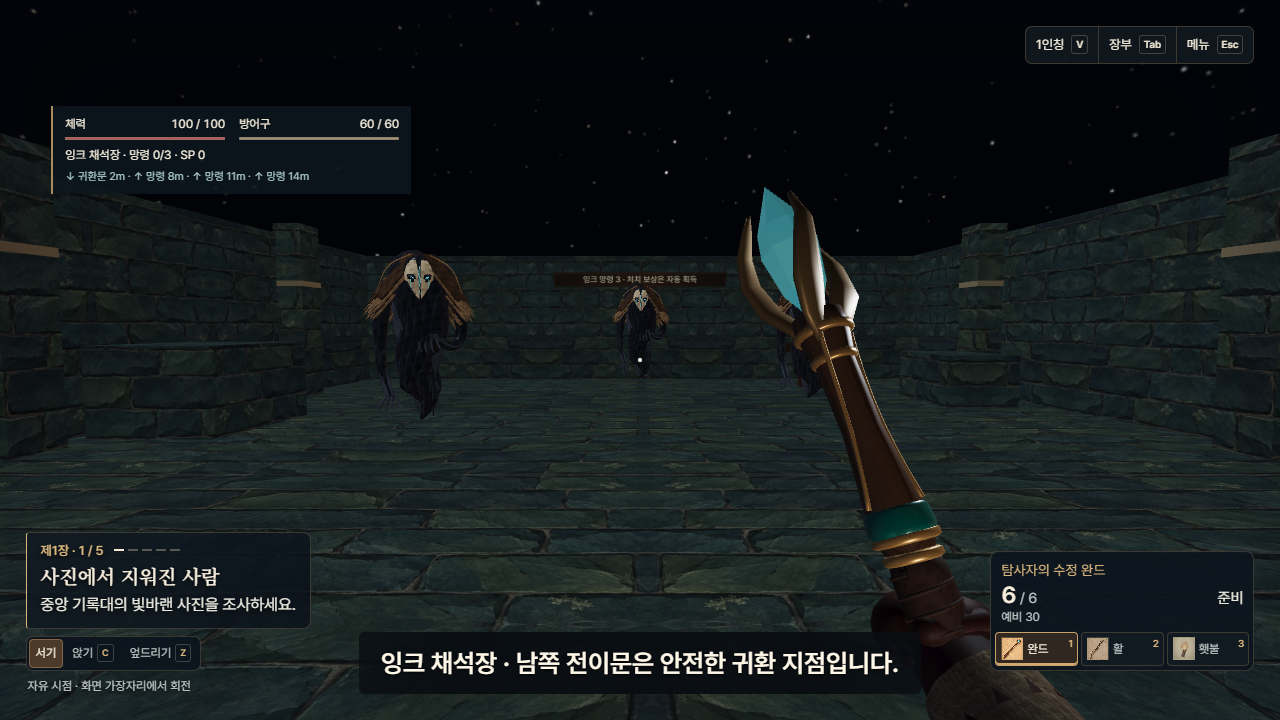 1인칭 V 장부 Tab 메뉴 Esc
체력 100 / 100 방어구 60 / 60
잉크 채석장 · 망령 0/3 · SP 0
↓ 귀환문 2m · ↑ 망령 8m · ↑ 망령 11m · ↑ 망령 14m
잉크 망령 3 · 처치 보상은 자동 획득
제1장 · 1 / 5
사진에서 지워진 사람
중앙 기록대의 빛바랜 사진을 조사하세요.
서기 앉기 C 엎드리기 Z
자유 시점 · 화면 가장자리에서 회전
잉크 채석장 · 남쪽 전이문은 안전한 귀환 지점입니다.
탐사자의 수정 완드
6 / 6 준비
예비 30
완드 1 활 2 횃불 3